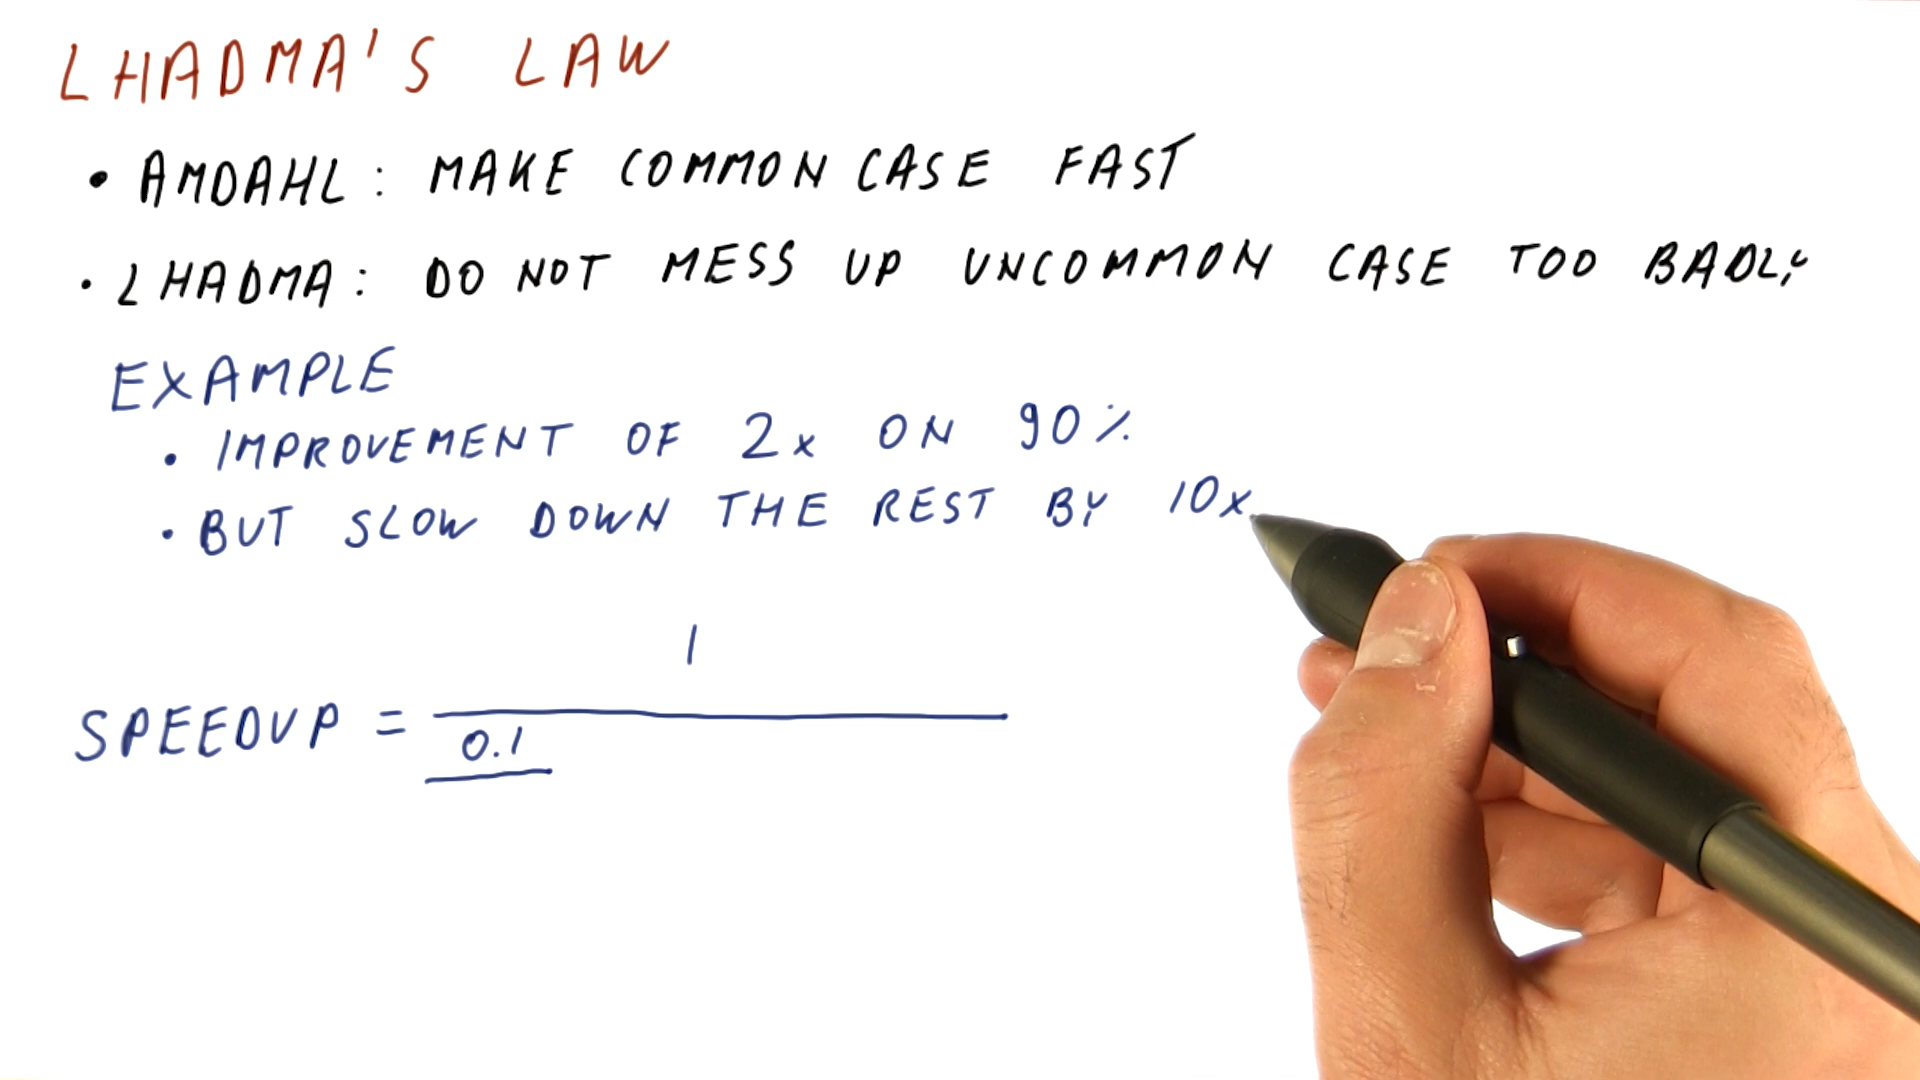 LHADMA'S LAW
• AMDAHL: MAKE COMMON CASE FAST
• LHADMA: DO NOT MESS UP UNCOMMON CASE TOO BADLY
EXAMPLE
• IMPROVEMENT OF 2x ON 90%
• BUT SLOW DOWN THE REST BY 10x
1
SPEEDUP =
0.1